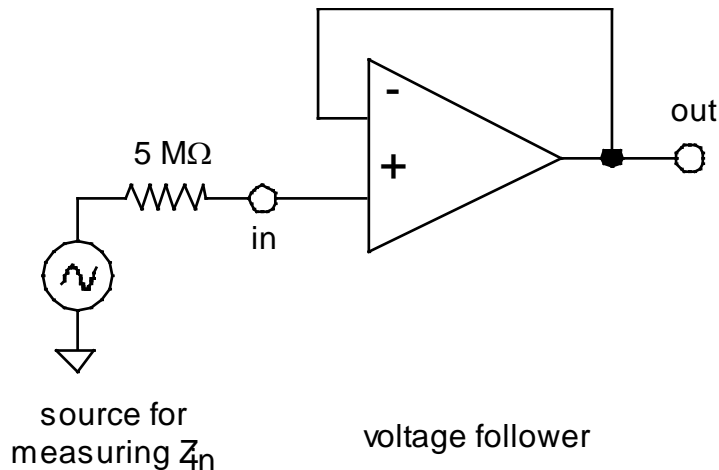 -
out
5 MΩ
+
in
source for
measuring Zin
voltage follower